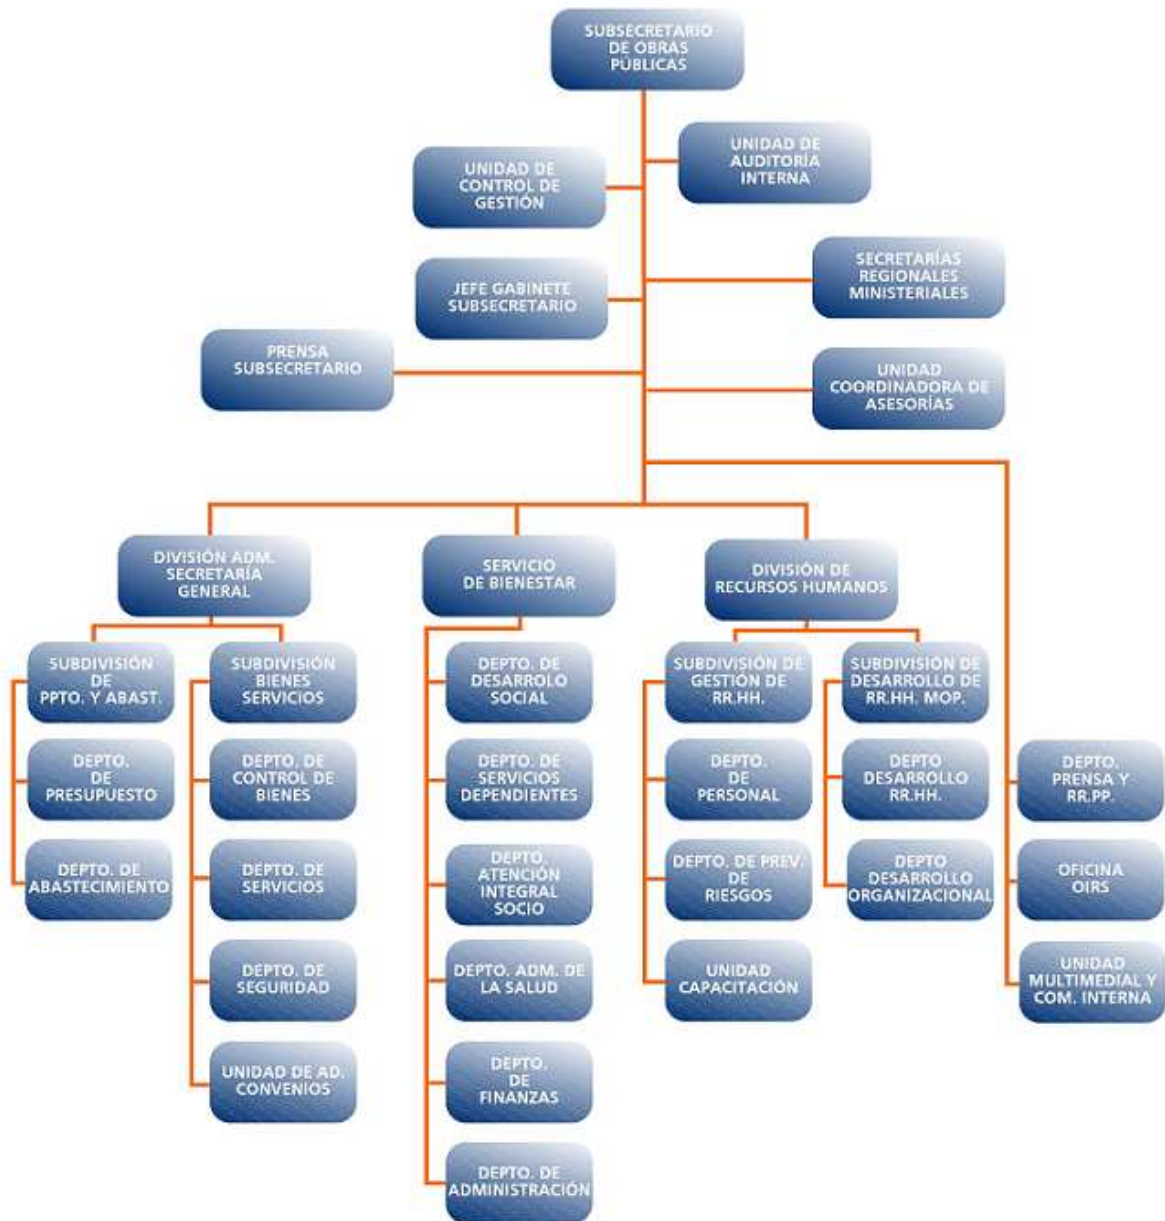 SUBSECRETARIO
DE OBRAS
PÚBLICAS
UNIDAD DE
AUDITORÍA
INTERNA
UNIDAD DE
CONTROL DE
GESTIÓN
SECRETARÍAS
REGIONALES
MINISTERIALES
JEFE GABINETE
SUBSECRETARIO
PRENSA
SUBSECRETARIO
UNIDAD
COORDINADORA DE
ASESORÍAS
DIVISIÓN ADM.
SECRETARÍA
GENERAL
SERVICIO
DE BIENESTAR
DIVISIÓN DE
RECURSOS HUMANOS
SUBDIVISIÓN
DE
PPTO. Y ABAST.
DEPTO.
DE
PRESUPUESTO
DEPTO. DE
ABASTECIMIENTO
SUBDIVISIÓN
BIENES
SERVICIOS
DEPTO. DE
CONTROL DE
BIENES
DEPTO. DE
SERVICIOS
DEPTO. DE
SEGURIDAD
UNIDAD DE AD.
CONVENIOS
DEPTO. DE
DESARROLO
SOCIAL
DEPTO. DE
SERVICIOS
DEPENDIENTES
DEPTO.
ATENCIÓN
INTEGRAL
SOCIO
DEPTO. ADM. DE
LA SALUD
DEPTO.
DE
FINANZAS
DEPTO. DE
ADMINISTRACIÓN
SUBDIVISIÓN DE
GESTIÓN DE
RR.HH.
DEPTO.
DE
PERSONAL
DEPTO. DE PREV.
DE
RIESGOS
UNIDAD
CAPACITACIÓN
SUBDIVISIÓN DE
DESARROLLO DE
RR.HH. MOP.
DEPTO
DESARROLLO
RR.HH.
DEPTO
DESARROLLO
ORGANIZACIONAL
DEPTO.
PRENSA Y
RR.PP.
OFICINA
OIRS
UNIDAD
MULTIMEDIAL Y
COM. INTERNA